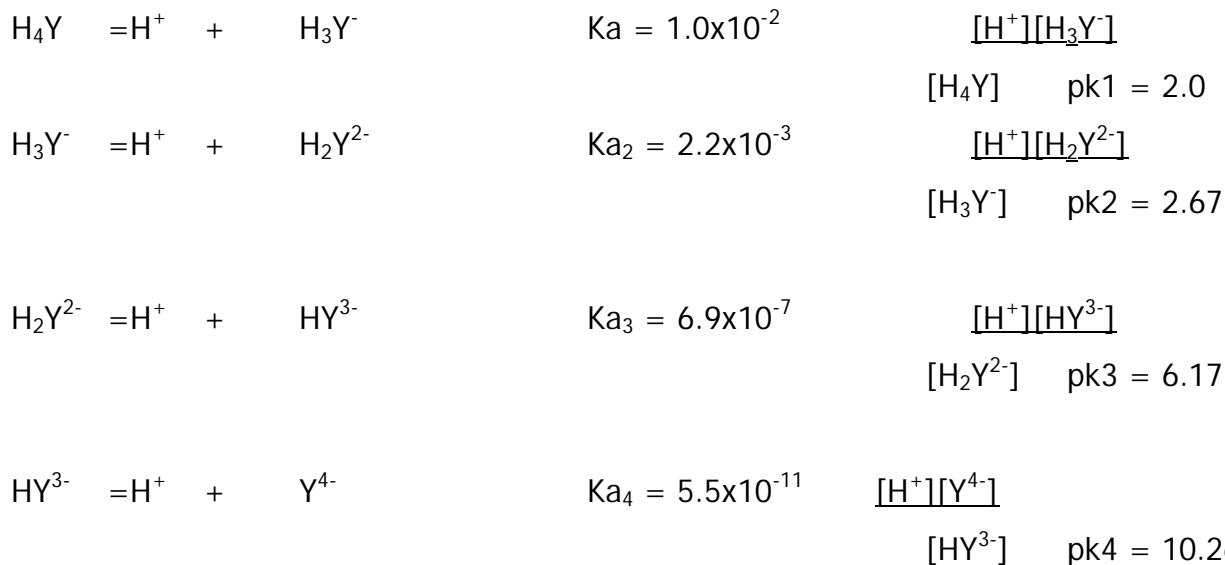 H₄Y =H⁺ + H₃Y⁻ Ka = 1.0x10⁻² [H⁺][H₃Y⁻]
[H₄Y] pk1 = 2.0
H₃Y⁻ =H⁺ + H₂Y²⁻ Ka₂ = 2.2x10⁻³ [H⁺][H₂Y²⁻]
[H₃Y⁻] pk2 = 2.67
H₂Y²⁻ =H⁺ + HY³⁻ Ka₃ = 6.9x10⁻⁷ [H⁺][HY³⁻]
[H₂Y²⁻] pk3 = 6.17
HY³⁻ =H⁺ + Y⁴⁻ Ka₄ = 5.5x10⁻¹¹ [H⁺][Y⁴⁻]
[HY³⁻] pk4 =